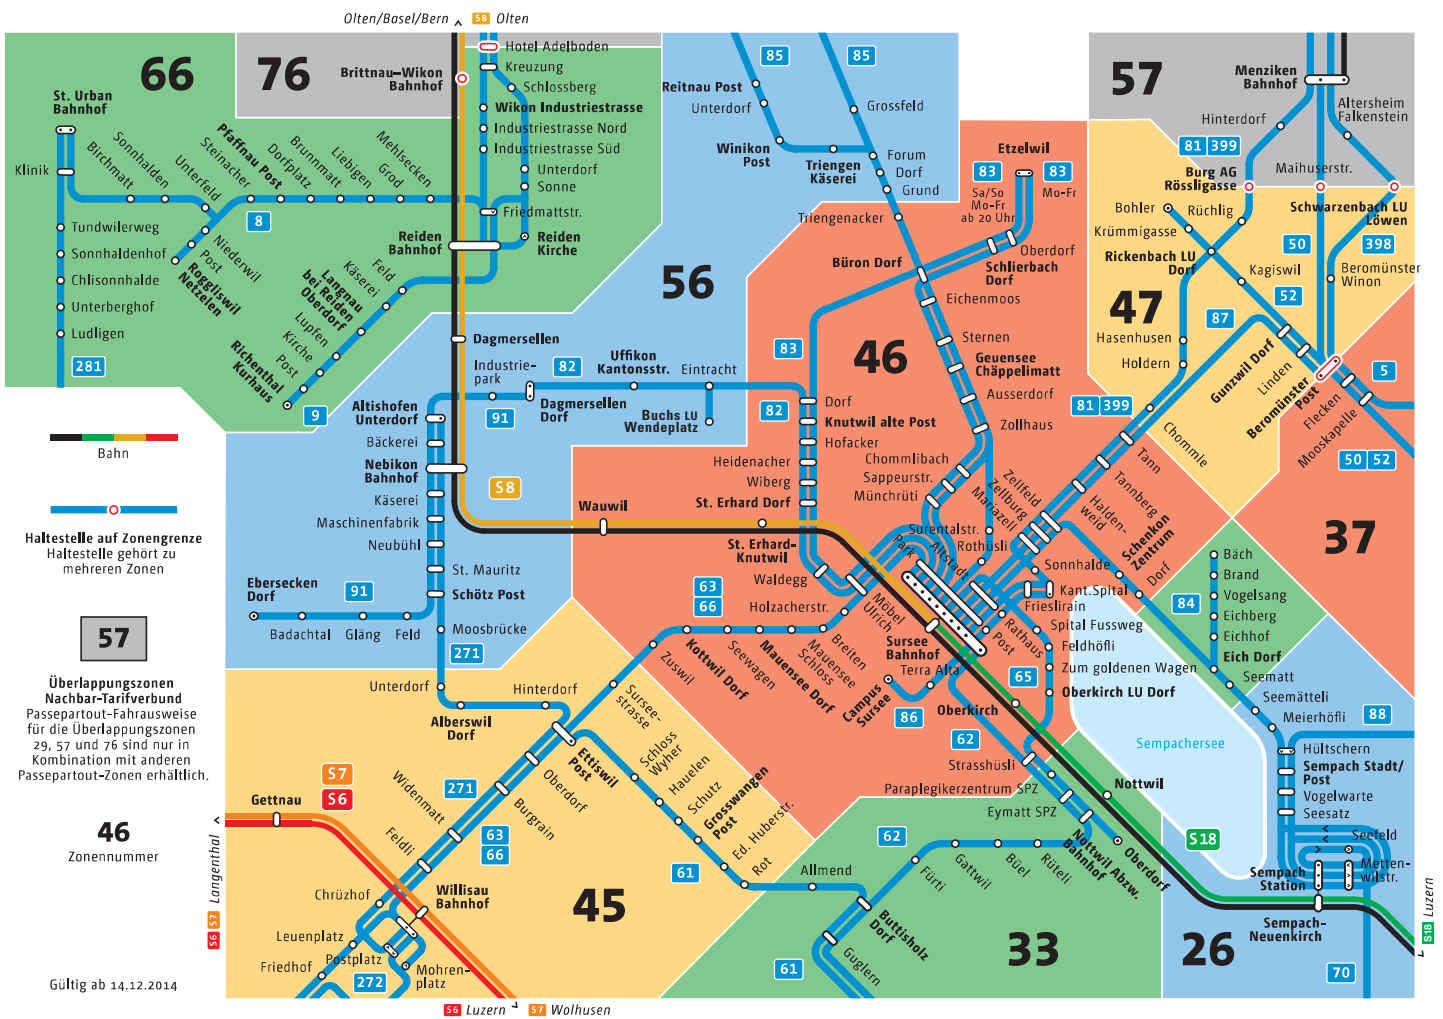 Olten/Basel/Bern
S8 Olten
66
76
57
Hotel Adelboden
Kreuzung
Brittnau–Wikon
Bahnhof
Schlossberg
Wikon Industriestrasse
Industriestrasse Nord
Industriestrasse Süd
Unterdorf
Sonne
Friedmattstr.
Reiden
Bahnhof
Reiden
Kirche
St. Urban
Bahnhof
Klinik
Birchmatt
Sonnhalden
Unterfeld
Steinacher
Pfaffnau Post
Dorfplatz
Brunnmatt
Liebigen
Grod
Mehlsecken
8
Tundwilerweg
Sonnhaldenhof
Chlisonnhalde
Unterberghof
Ludligen
281
Niederwil
Post
Roggliswil
Netzelen
Feld
Käserei
Langnau
bei Reiden
Oberdorf
Lupfen
Kirche
Post
Richenthal
Kurhaus
9
85
85
Reitnau Post
Unterdorf
Winikon
Post
Grossfeld
Triengen
Käserei
Forum
Dorf
Grund
Triengenacker
56
Etzelwil
83
83
Sa/So
Mo-Fr
ab 20 Uhr
Mo-Fr
Oberdorf
Schlierbach
Dorf
Büron Dorf
Eichenmoos
Sternen
Geuensee
Chäppelimatt
Ausserdorf
Zollhaus
46
83
Menziken
Bahnhof
Altersheim
Falkenstein
Hinterdorf
81 399
Burg AG
Rössligasse
Maihuserstr.
Bohler
Rüchlig
Krümmigasse
Schwarzenbach LU
Löwen
Rickenbach LU
Dorf
50
398
Kagiswil
Beromünster
Winon
52
47
87
Hasenhusen
Holdern
Gunzwil Dorf
Linden
Beromünster
Post
Flecken
Mooskapelle
5
50 52
81 399
Chommle
Tann
Tannberg
Halden-
weid
Schenkon
Zentrum
Dorf
37
Dagmersellen
Industrie-
park
82
Uffikon
Kantonsstr.
Eintracht
Dagmersellen
Dorf
91
Buchs LU
Wendeplatz
82
Altishofen
Unterdorf
Bäckerei
Nebikon
Bahnhof
Käserei
Maschinenfabrik
Neubühl
St. Mauritz
Schötz Post
Moosbrücke
S8
Wauwil
Ebersecken
Dorf
91
Badachtal
Gläng
Feld
271
Dorf
Knutwil alte Post
Hofacker
Heidenacher
Wiberg
St. Erhard Dorf
St. Erhard-
Knutwil
Waldegg
Chommlibach
Sappeurstr.
Münchrüti
Zellfeld
Zellburg
Mariazell
Surentalstr.
Park
Altstadt
Rothüsli
Sonnhalde
Kant.Spital
Frieslirain
Spital Fussweg
Feldhöfli
Zum goldenen Wagen
Oberkirch LU Dorf
Rathaus
Post
65
Möbel
Ulrich
Holzacherstr.
63
66
Sursee
Bahnhof
Terra Alta
Campus
Sursee
86
Oberkirch
62
Bahn
Haltestelle auf Zonengrenze
Haltestelle gehört zu
mehreren Zonen
57
Überlappungszonen
Nachbar-Tarifverbund
Passepartout-Fahrausweise
für die Überlappungszonen
29, 57 und 76 sind nur in
Kombination mit anderen
Passepartout-Zonen erhältlich.
46
Zonennummer
Gültig ab 14.12.2014
Unterdorf
Alberswil
Dorf
Hinterdorf
Zuswil
Kottwil Dorf
Seewagen
Mauensee Dorf
Mauensee
Schloss
Breiten
Sursee-
strasse
Ettiswil
Post
Schloss
Wyher
Hauelen
Schutz
Grosswangen
Post
Ed. Huberstr.
Rot
61
Oberdorf
Burgrain
271
Widenmatt
63
66
Feldli
S7
S6
Gettnau
S6 S7 Langenthal
Chrüzhof
Willisau
Bahnhof
Leuenplatz
Postplatz
Friedhof
272
Mohren-
platz
45
S6 Luzern
S7 Wolhusen
Strasshüsli
Paraplegikerzentrum SPZ
Eymatt SPZ
Nottwil Abzw.
Bahnhof
Oberdorf
Nottwil
62
Fürti
Gattwil
Büel
Rüteli
Allmend
Buttisholz
Dorf
Guglern
61
33
Sempachersee
S18
84
Bäch
Brand
Vogelsang
Eichberg
Eichhof
Eich Dorf
Seematt
Seemätteli
Meierhöfli
88
Hültschern
Sempach Stadt/
Post
Vogelwarte
Seesatz
Seefeld
Metten-
wilstr.
Sempach
Station
Sempach-
Neuenkirch
26
70
S18 Luzern